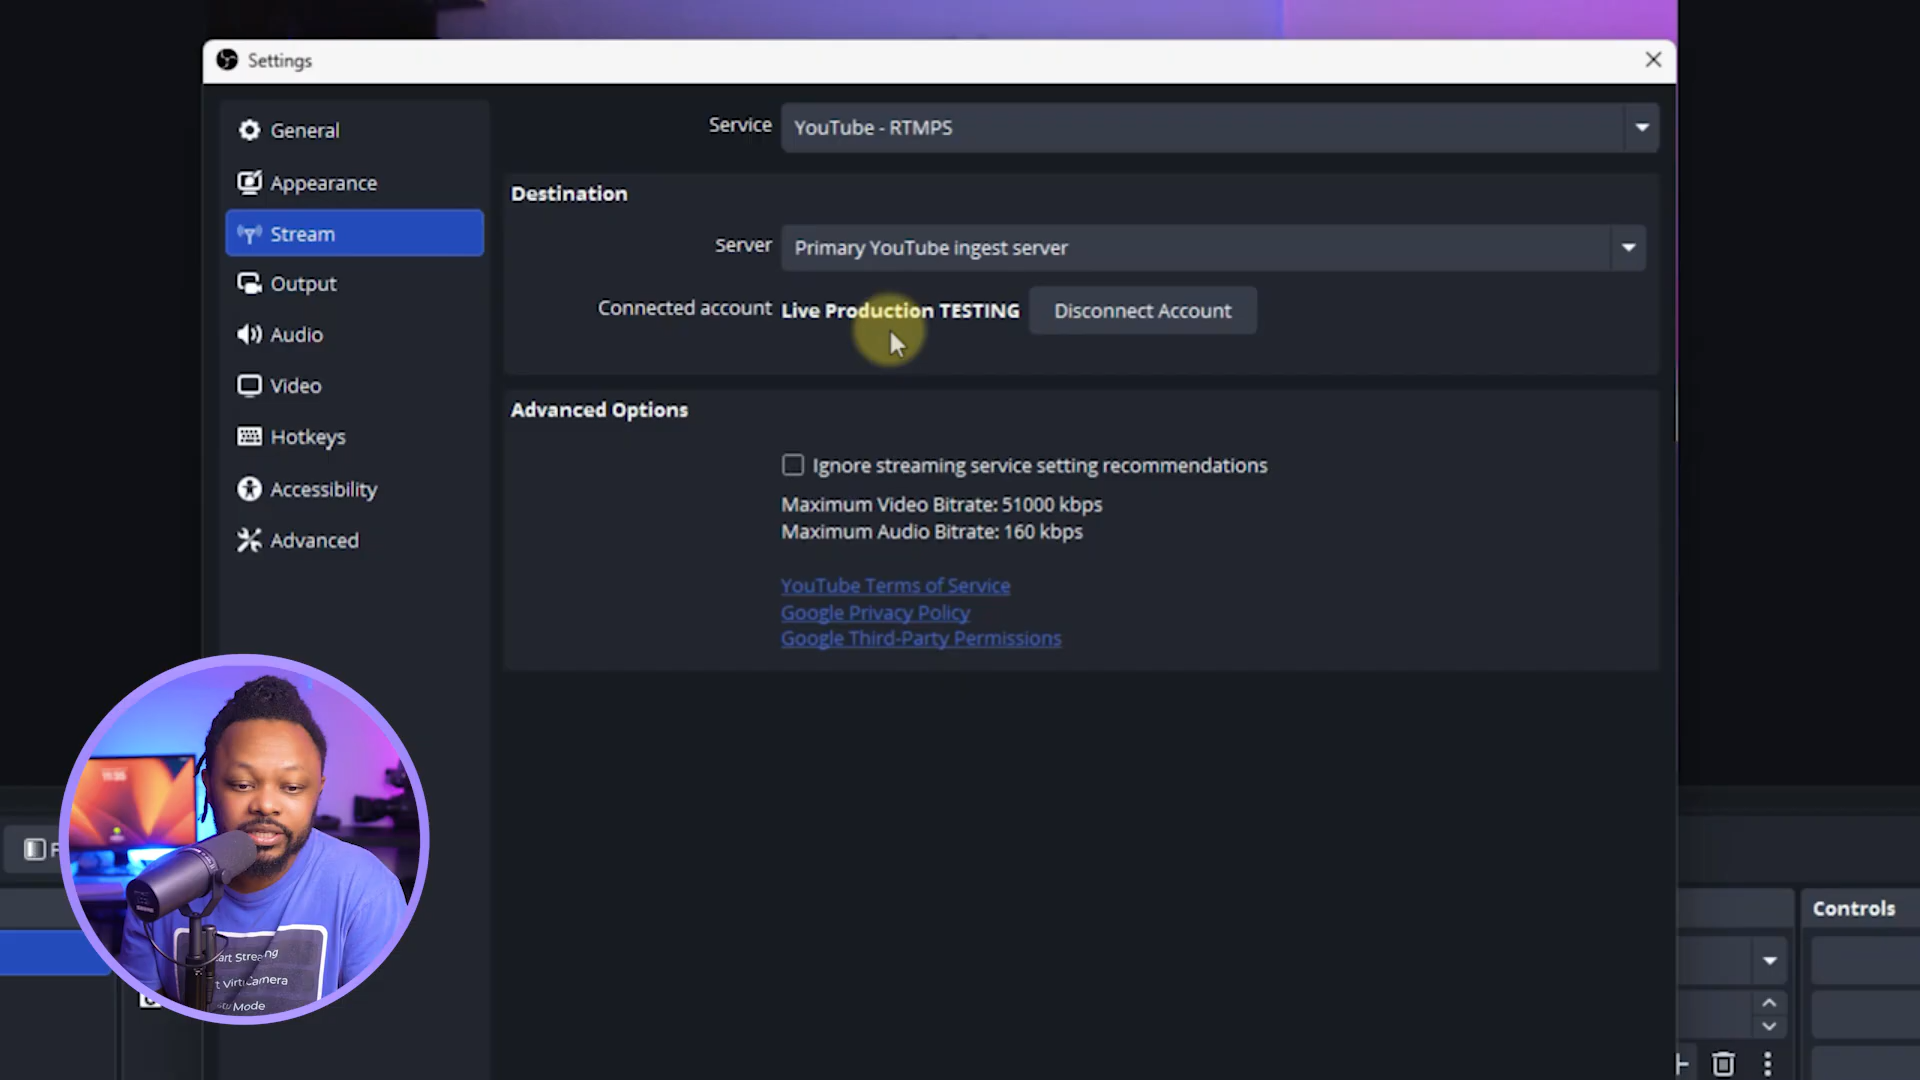 Settings
General
Appearance
Stream
Output
Audio
Video
Hotkeys
Accessibility
Advanced
Service YouTube - RTMPS
Destination
Server Primary YouTube ingest server
Connected account Live Production TESTING Disconnect Account
Advanced Options
Ignore streaming service setting recommendations
Maximum Video Bitrate: 51000 kbps
Maximum Audio Bitrate: 160 kbps
YouTube Terms of Service
Google Privacy Policy
Google Third-Party Permissions
Controls
Mode